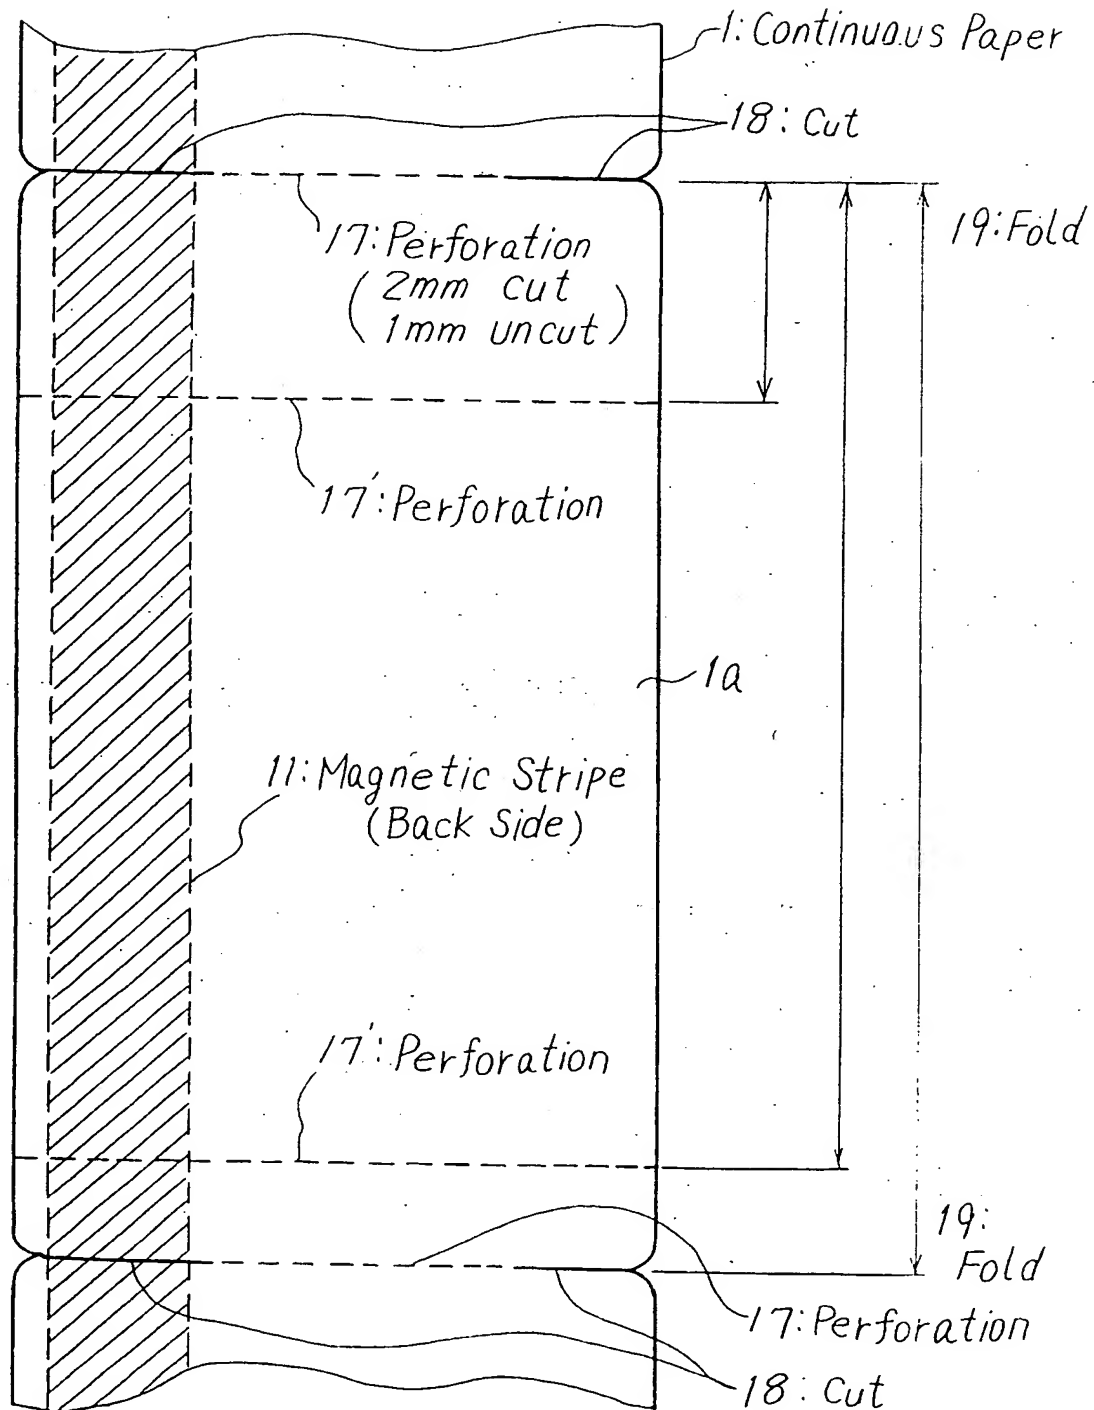 1: Continuous Paper
18: Cut
19: Fold
17: Perforation
( 2mm cut
1mm uncut )
17': Perforation
1a
11: Magnetic Stripe
(Back Side)
17': Perforation
19:
Fold
17: Perforation
18: Cut